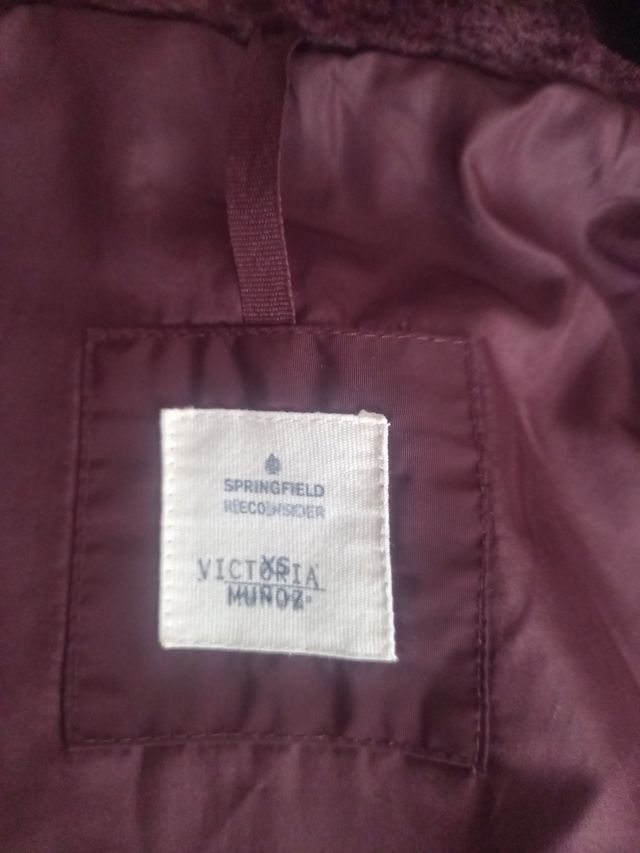 SPRINGFIELD
RECONSIDER
XS
VICTORIA
MUÑOZ